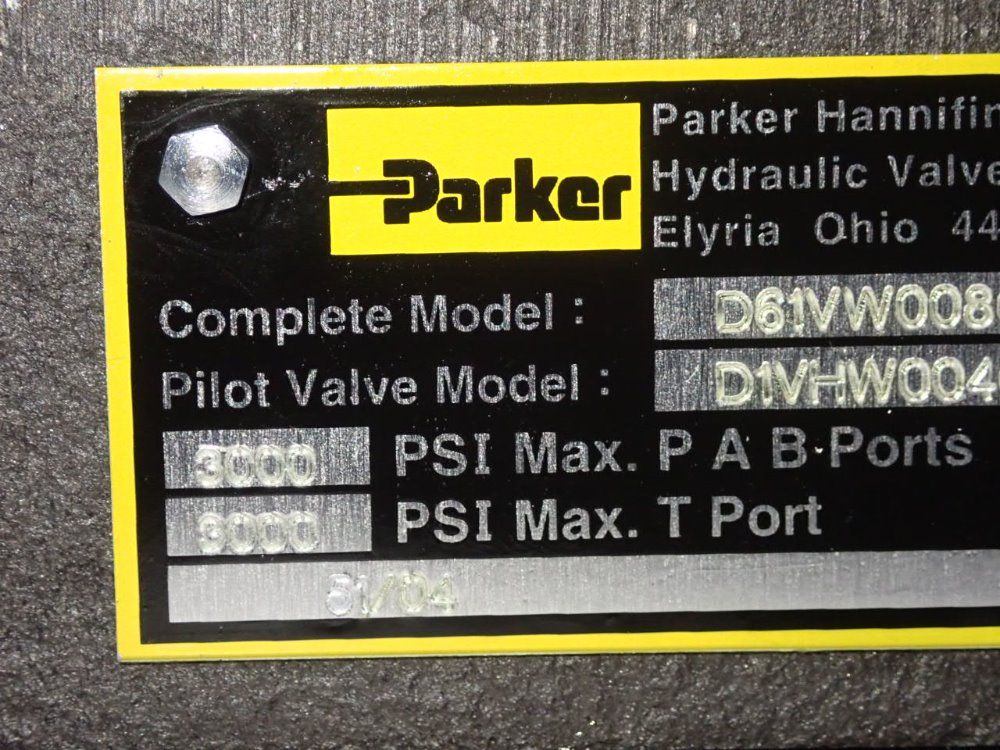 Parker
Parker Hannifin
Hydraulic Valve
Elyria Ohio 44
Complete Model : D61VW008
Pilot Valve Model : D1VHW004
3000 PSI Max. P A B Ports
3000 PSI Max. T Port
51/04